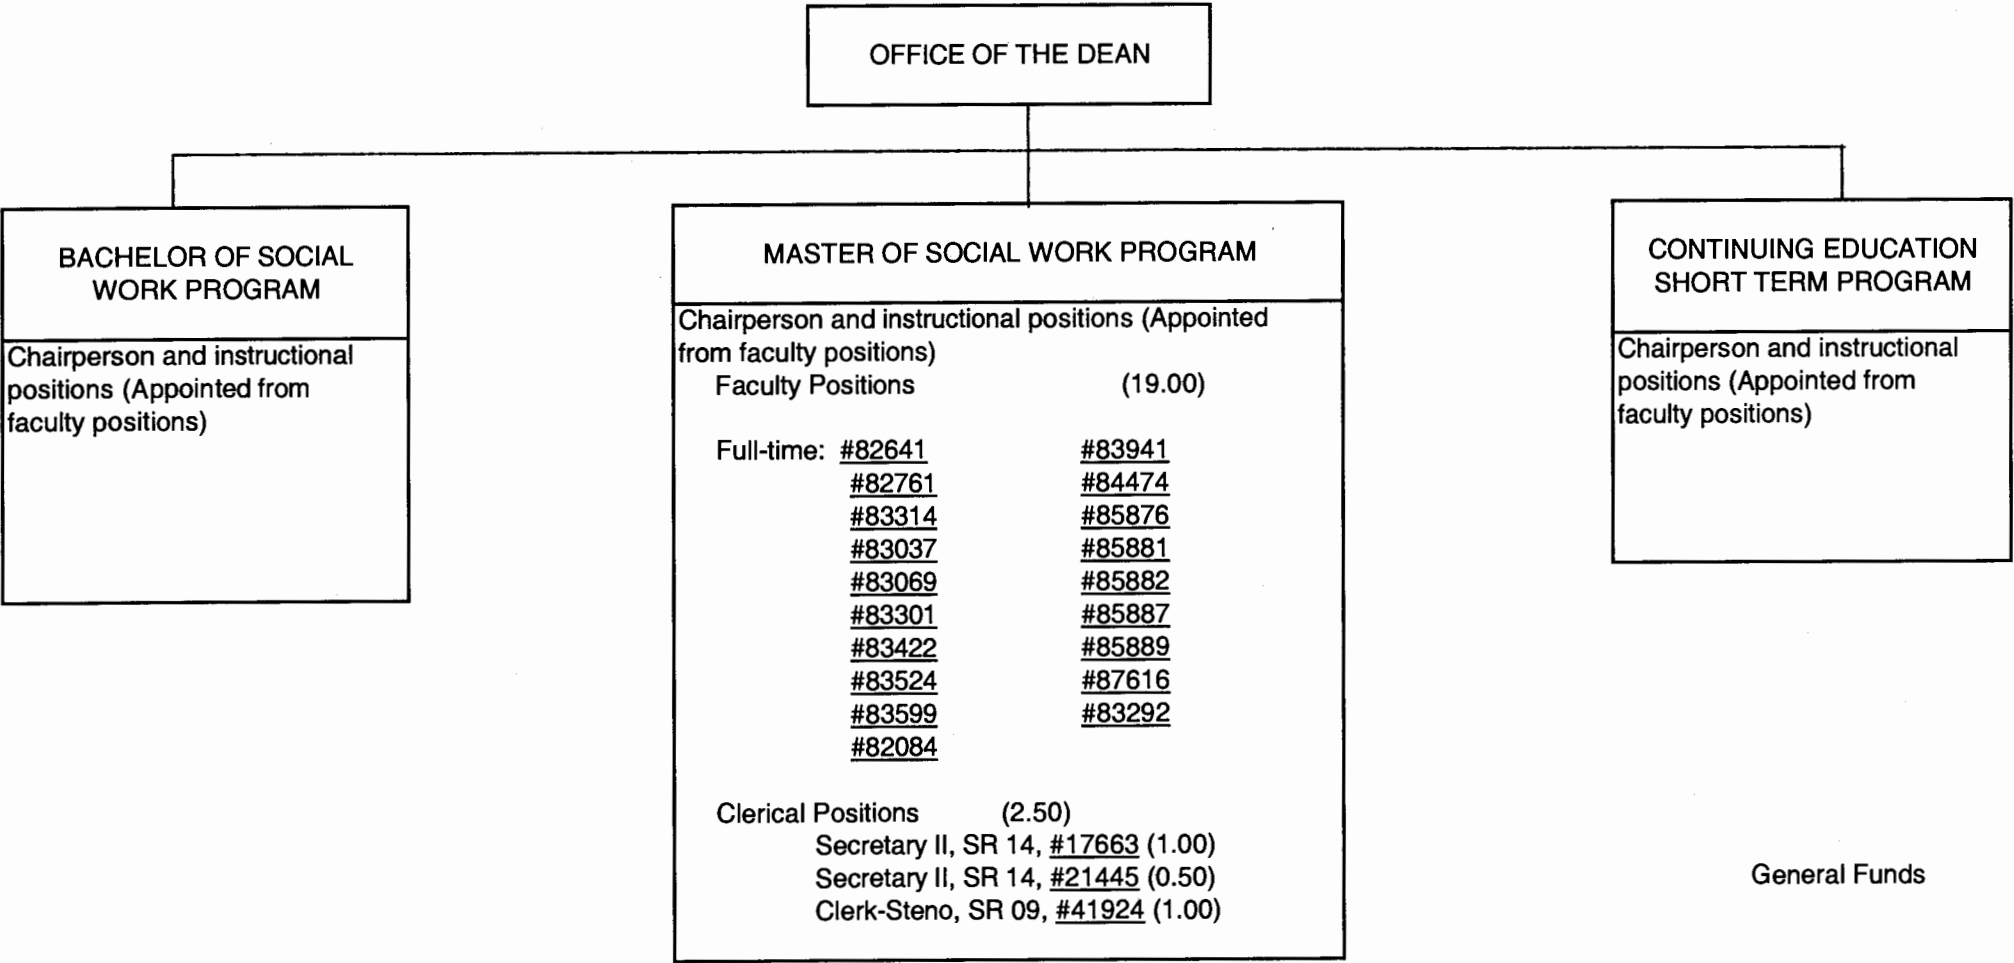 OFFICE OF THE DEAN
BACHELOR OF SOCIAL
WORK PROGRAM
Chairperson and instructional
positions (Appointed from
faculty positions)
MASTER OF SOCIAL WORK PROGRAM
Chairperson and instructional positions (Appointed
from faculty positions)
Faculty Positions (19.00)
Full-time: #82641 #83941
#82761 #84474
#83314 #85876
#83037 #85881
#83069 #85882
#83301 #85887
#83422 #85889
#83524 #87616
#83599 #83292
#82084
Clerical Positions (2.50)
Secretary II, SR 14, #17663 (1.00)
Secretary II, SR 14, #21445 (0.50)
Clerk-Steno, SR 09, #41924 (1.00)
CONTINUING EDUCATION
SHORT TERM PROGRAM
Chairperson and instructional
positions (Appointed from
faculty positions)
General Funds